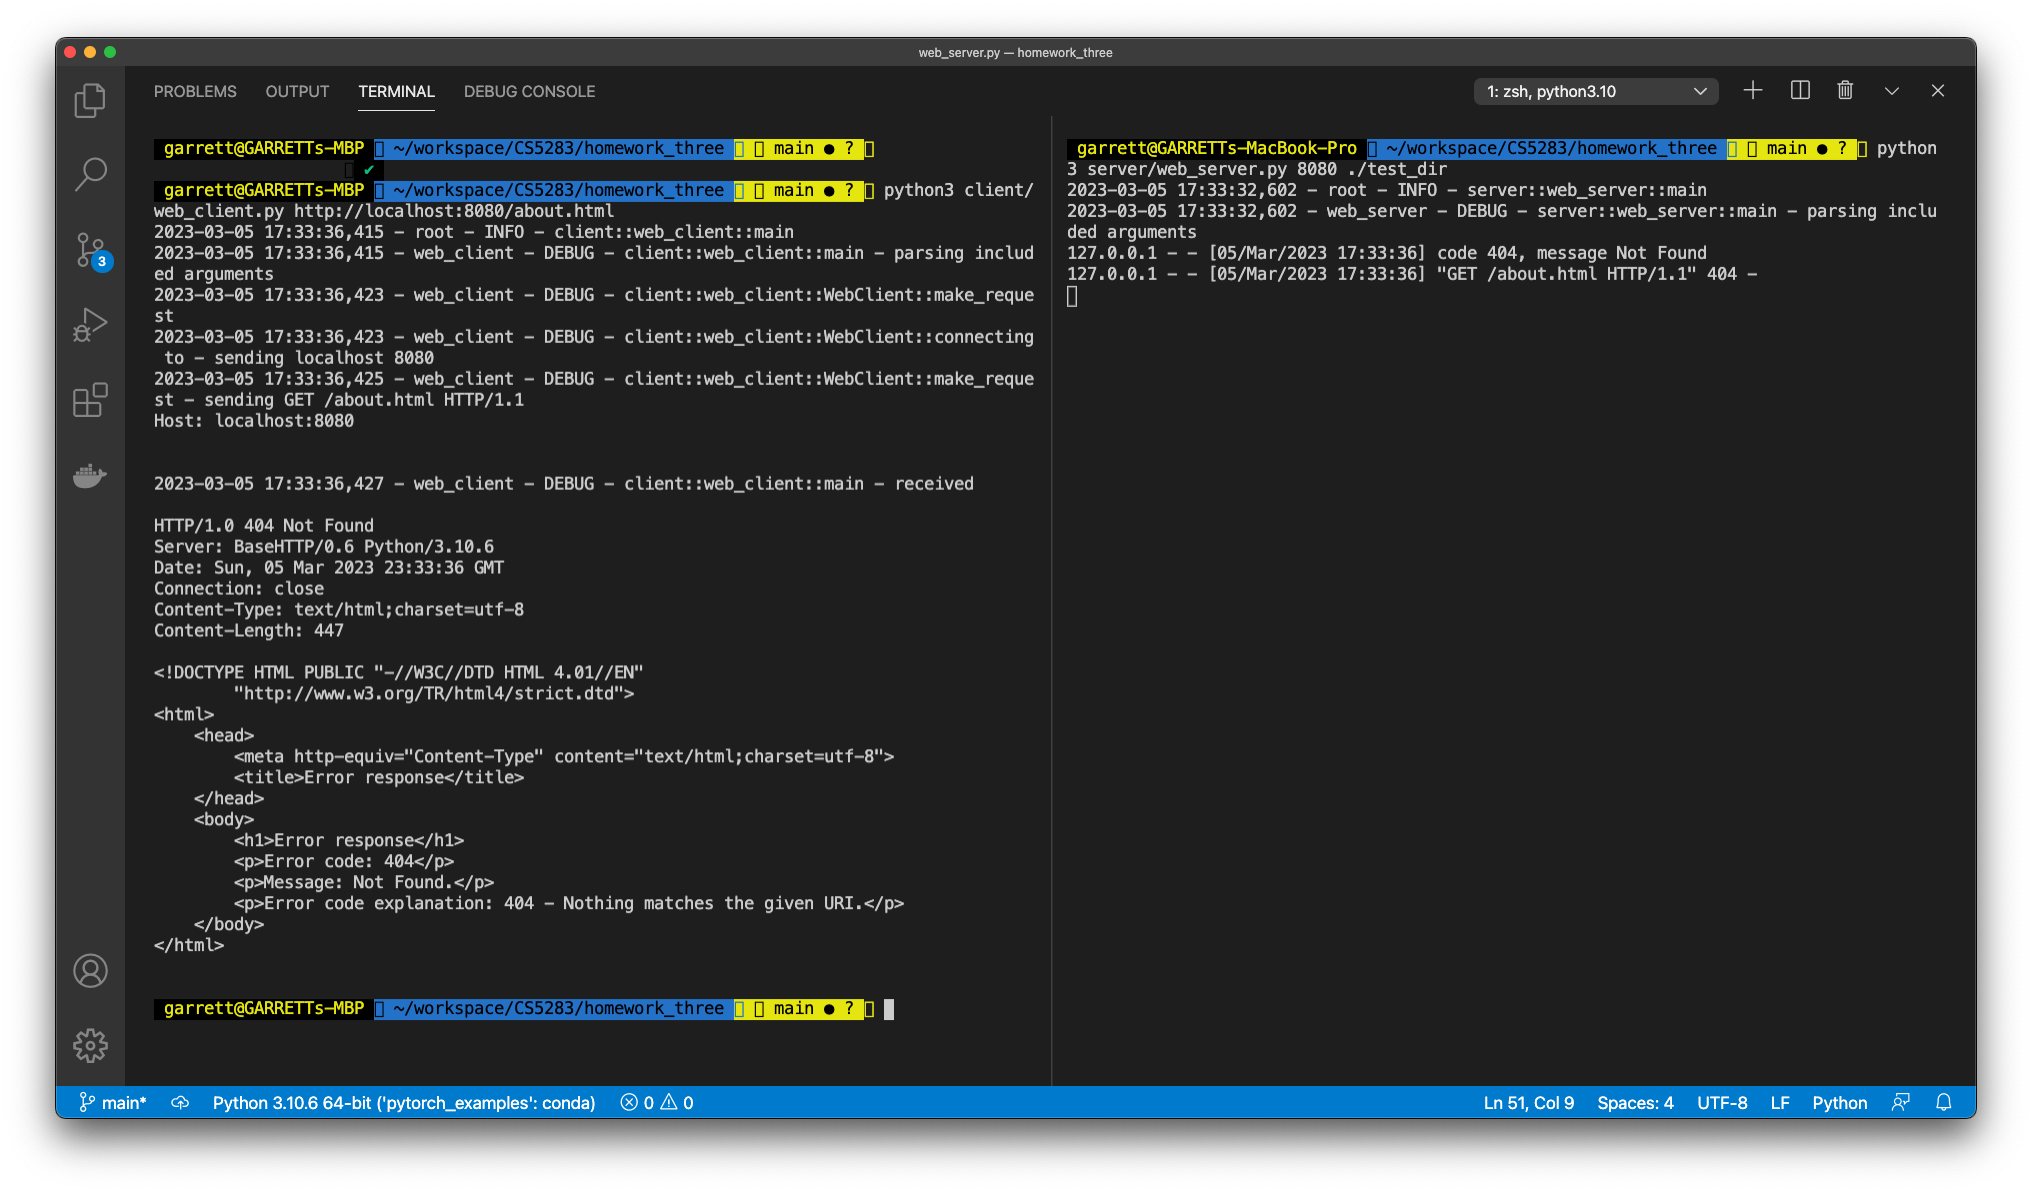 web_server.py — homework_three
PROBLEMS OUTPUT TERMINAL DEBUG CONSOLE
1: zsh, python3.10
garrett@GARRETTs-MBP ~/workspace/CS5283/homework_three main ● ?
✔
garrett@GARRETTs-MBP ~/workspace/CS5283/homework_three main ● ? python3 client/
web_client.py http://localhost:8080/about.html
2023-03-05 17:33:36,415 - root - INFO - client::web_client::main
2023-03-05 17:33:36,415 - web_client - DEBUG - client::web_client::main - parsing includ
ed arguments
2023-03-05 17:33:36,423 - web_client - DEBUG - client::web_client::WebClient::make_reque
st
2023-03-05 17:33:36,423 - web_client - DEBUG - client::web_client::WebClient::connecting
 to - sending localhost 8080
2023-03-05 17:33:36,425 - web_client - DEBUG - client::web_client::WebClient::make_reque
st - sending GET /about.html HTTP/1.1
Host: localhost:8080
2023-03-05 17:33:36,427 - web_client - DEBUG - client::web_client::main - received
HTTP/1.0 404 Not Found
Server: BaseHTTP/0.6 Python/3.10.6
Date: Sun, 05 Mar 2023 23:33:36 GMT
Connection: close
Content-Type: text/html;charset=utf-8
Content-Length: 447
<!DOCTYPE HTML PUBLIC "-//W3C//DTD HTML 4.01//EN"
        "http://www.w3.org/TR/html4/strict.dtd">
<html>
    <head>
        <meta http-equiv="Content-Type" content="text/html;charset=utf-8">
        <title>Error response</title>
    </head>
    <body>
        <h1>Error response</h1>
        <p>Error code: 404</p>
        <p>Message: Not Found.</p>
        <p>Error code explanation: 404 - Nothing matches the given URI.</p>
    </body>
</html>
garrett@GARRETTs-MBP ~/workspace/CS5283/homework_three main ● ?
garrett@GARRETTs-MacBook-Pro ~/workspace/CS5283/homework_three main ● ? python
3 server/web_server.py 8080 ./test_dir
2023-03-05 17:33:32,602 - root - INFO - server::web_server::main
2023-03-05 17:33:32,602 - web_server - DEBUG - server::web_server::main - parsing inclu
ded arguments
127.0.0.1 - - [05/Mar/2023 17:33:36] code 404, message Not Found
127.0.0.1 - - [05/Mar/2023 17:33:36] "GET /about.html HTTP/1.1" 404 -
3
main* Python 3.10.6 64-bit ('pytorch_examples': conda) 0 0 Ln 51, Col 9 Spaces: 4 UTF-8 LF Python